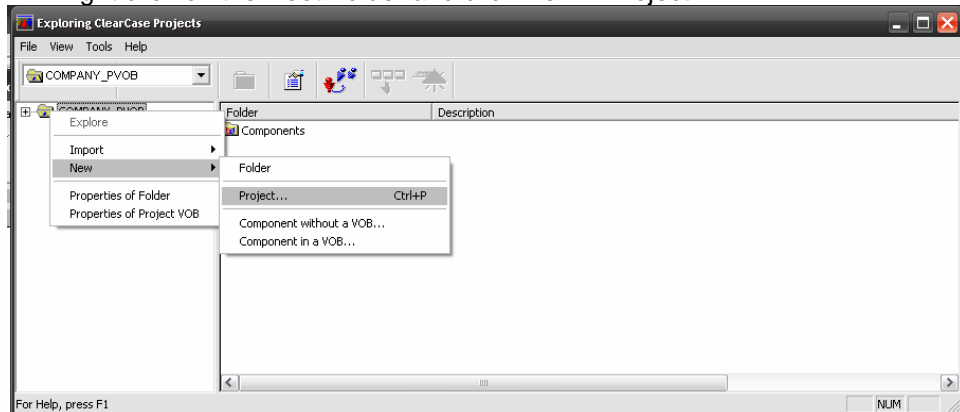 Exploring ClearCase Projects
File View Tools Help
COMPANY_PVOB
Folder Description
Components
Explore
Import
New
Properties of Folder
Properties of Project VOB
Folder
Project... Ctrl+P
Component without a VOB...
Component in a VOB...
For Help, press F1 NUM